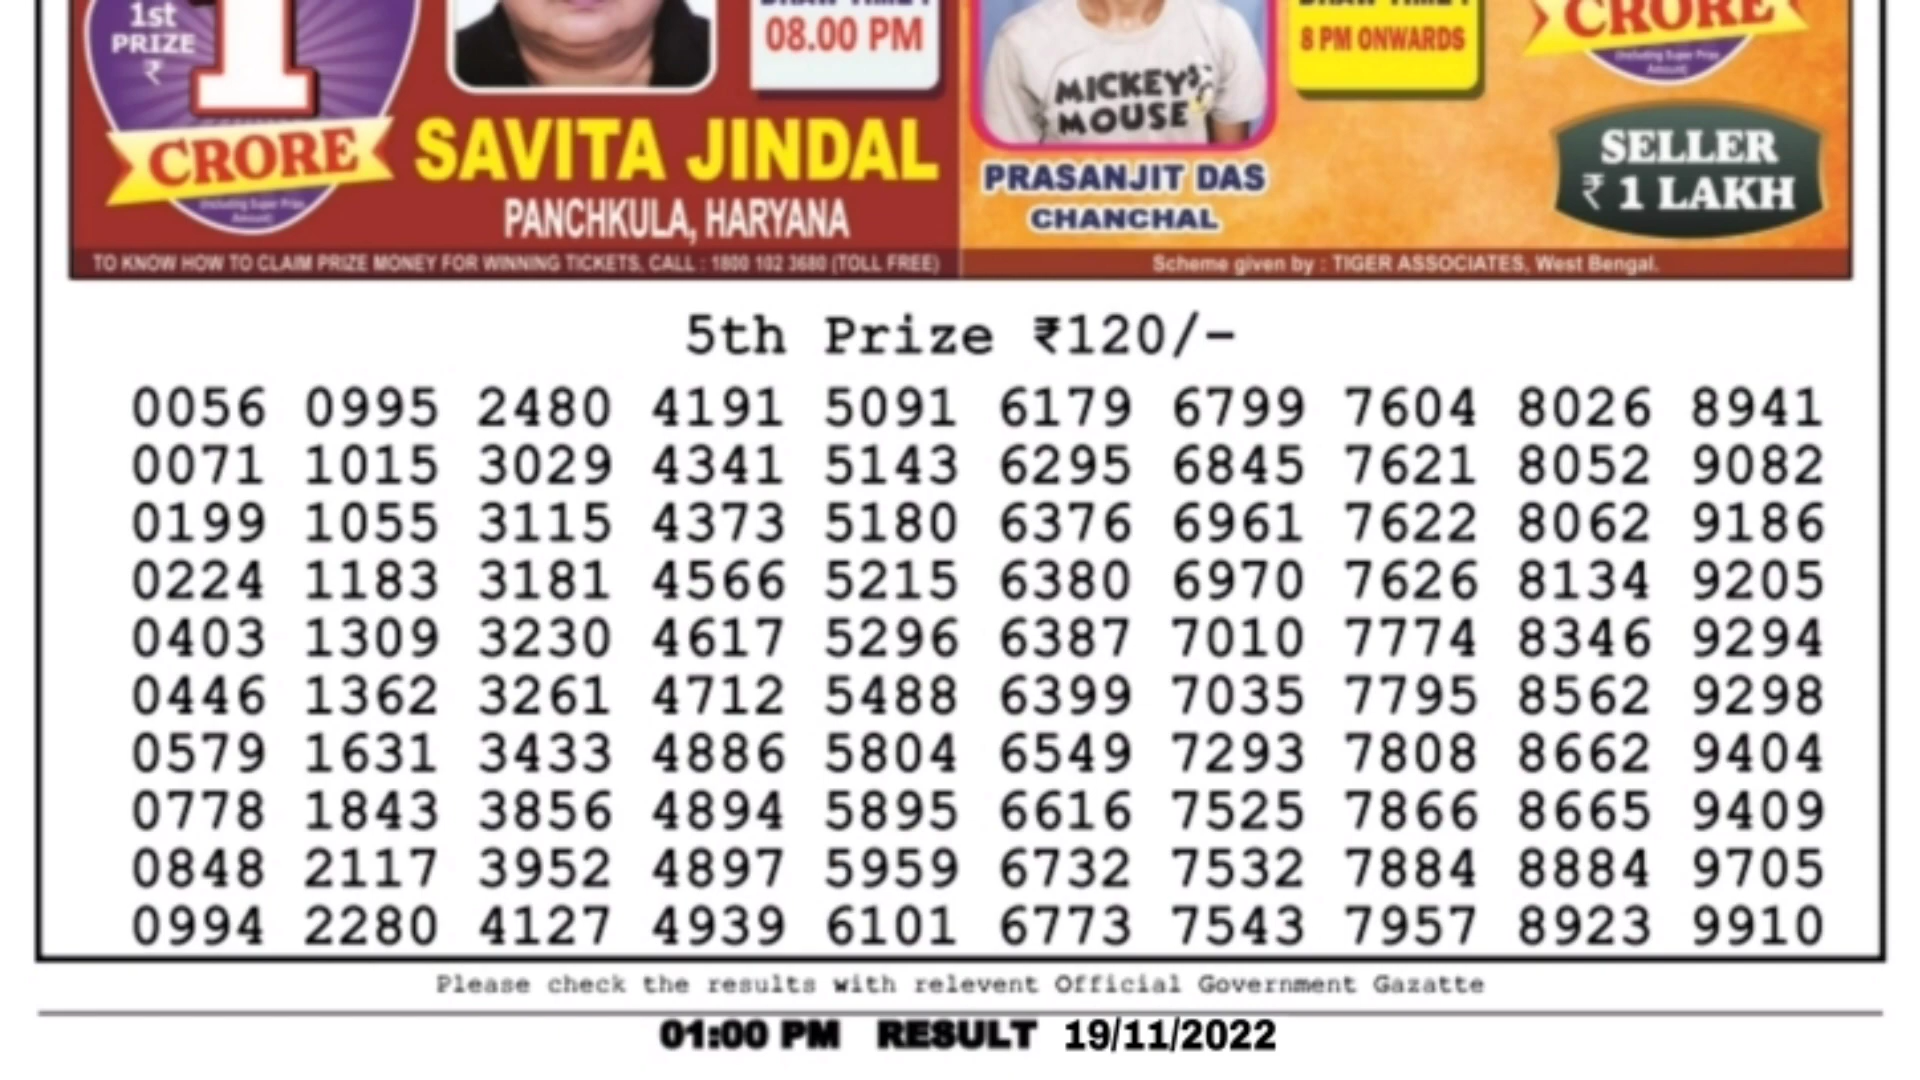 1st
PRIZE
₹
1
CRORE
(Including Super Prize
Amount)
08.00 PM
SAVITA JINDAL
PANCHKULA, HARYANA
TO KNOW HOW TO CLAIM PRIZE MONEY FOR WINNING TICKETS, CALL : 1800 102 3680 (TOLL FREE)
MICKEY
MOUSE
PRASANJIT DAS
CHANCHAL
8 PM ONWARDS
CRORE
(Including Super Prize
Amount)
SELLER
₹ 1 LAKH
Scheme given by : TIGER ASSOCIATES, West Bengal.
5th Prize ₹120/-
0056 0995 2480 4191 5091 6179 6799 7604 8026 8941
0071 1015 3029 4341 5143 6295 6845 7621 8052 9082
0199 1055 3115 4373 5180 6376 6961 7622 8062 9186
0224 1183 3181 4566 5215 6380 6970 7626 8134 9205
0403 1309 3230 4617 5296 6387 7010 7774 8346 9294
0446 1362 3261 4712 5488 6399 7035 7795 8562 9298
0579 1631 3433 4886 5804 6549 7293 7808 8662 9404
0778 1843 3856 4894 5895 6616 7525 7866 8665 9409
0848 2117 3952 4897 5959 6732 7532 7884 8884 9705
0994 2280 4127 4939 6101 6773 7543 7957 8923 9910
Please check the results with relevent Official Government Gazatte
01:00 PM RESULT 19/11/2022